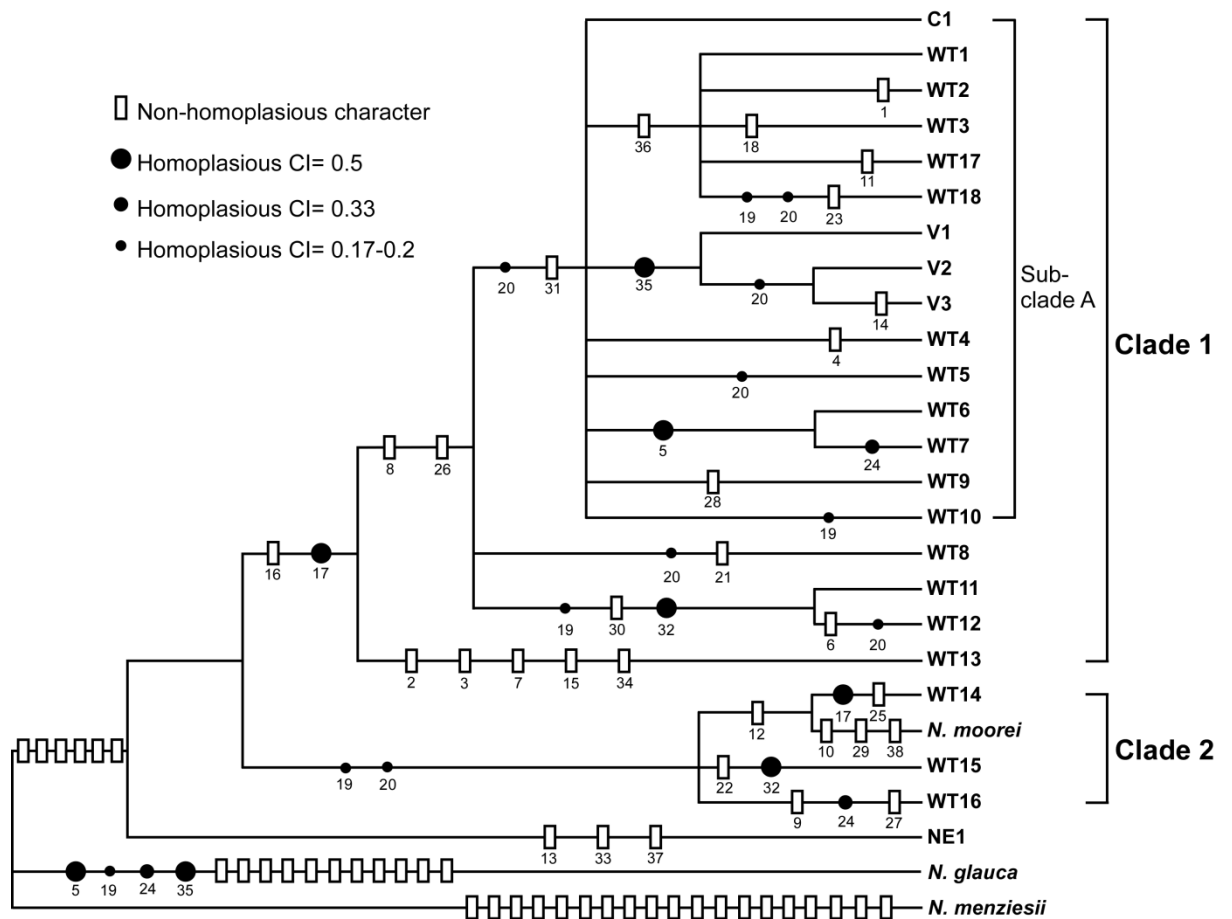 C1
WT1
Non-homoplasious character
WT2
1
Homoplasious CI= 0.5
WT3
36
18
WT17
11
Homoplasious CI= 0.33
WT18
19
20
23
Homoplasious CI= 0.17-0.2
V1
20
31
35
V2
Sub-
clade A
20
V3
14
WT4
4
Clade 1
WT5
20
WT6
5
WT7
24
8
26
WT9
28
WT10
19
16
17
WT8
20
21
WT11
19
30
32
WT12
6
20
WT13
2
3
7
15
34
WT14
12
17
25
N. moorei
10
29
38
Clade 2
19
20
WT15
22
32
WT16
9
24
27
NE1
13
33
37
N. glauca
5
19
24
35
N. menziesii